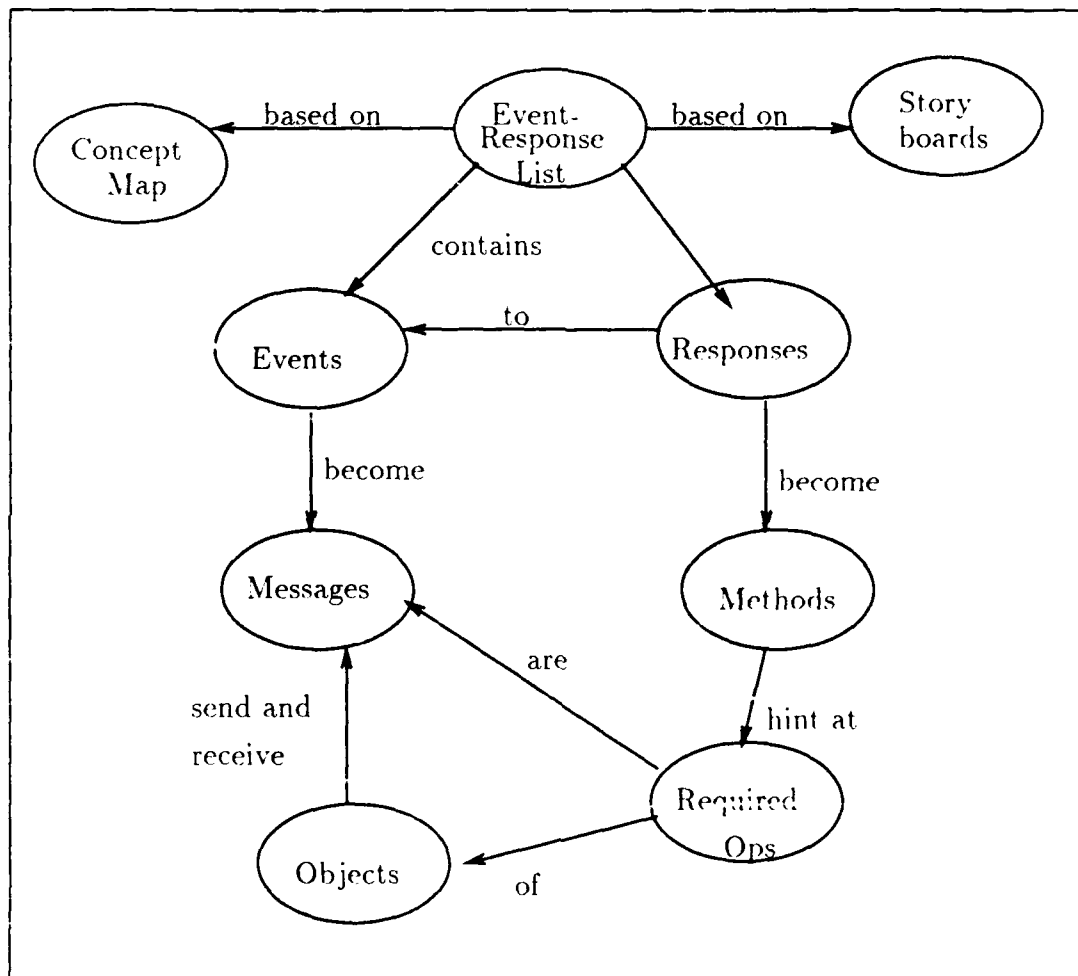 based on
Event-
Response
List
based on
Story
boards
Concept
Map
contains
to
Events
Responses
become
become
Messages
Methods
are
send and
receive
hint at
Required
Ops
Objects
of